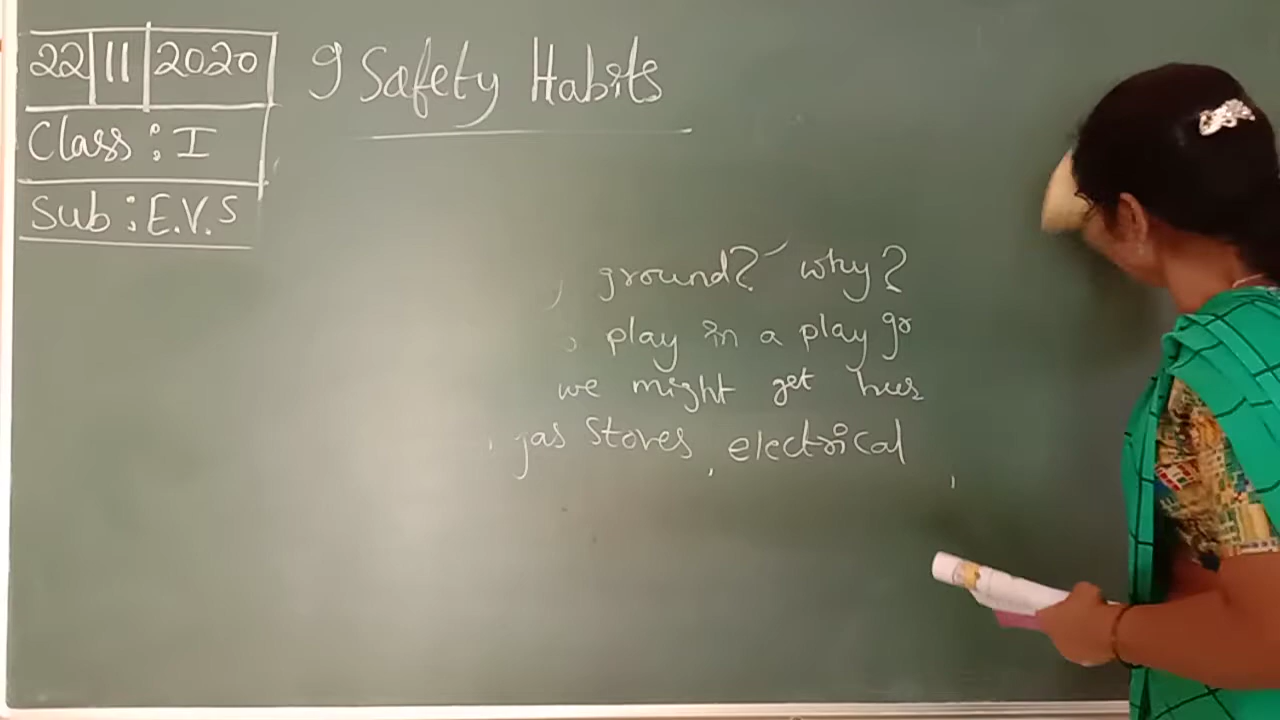 22 11 2020
9 Safety Habits
Class : I
Sub : E.V.S
, ground? why?
play in a play gr
we might get
gas stoves, electrical ,